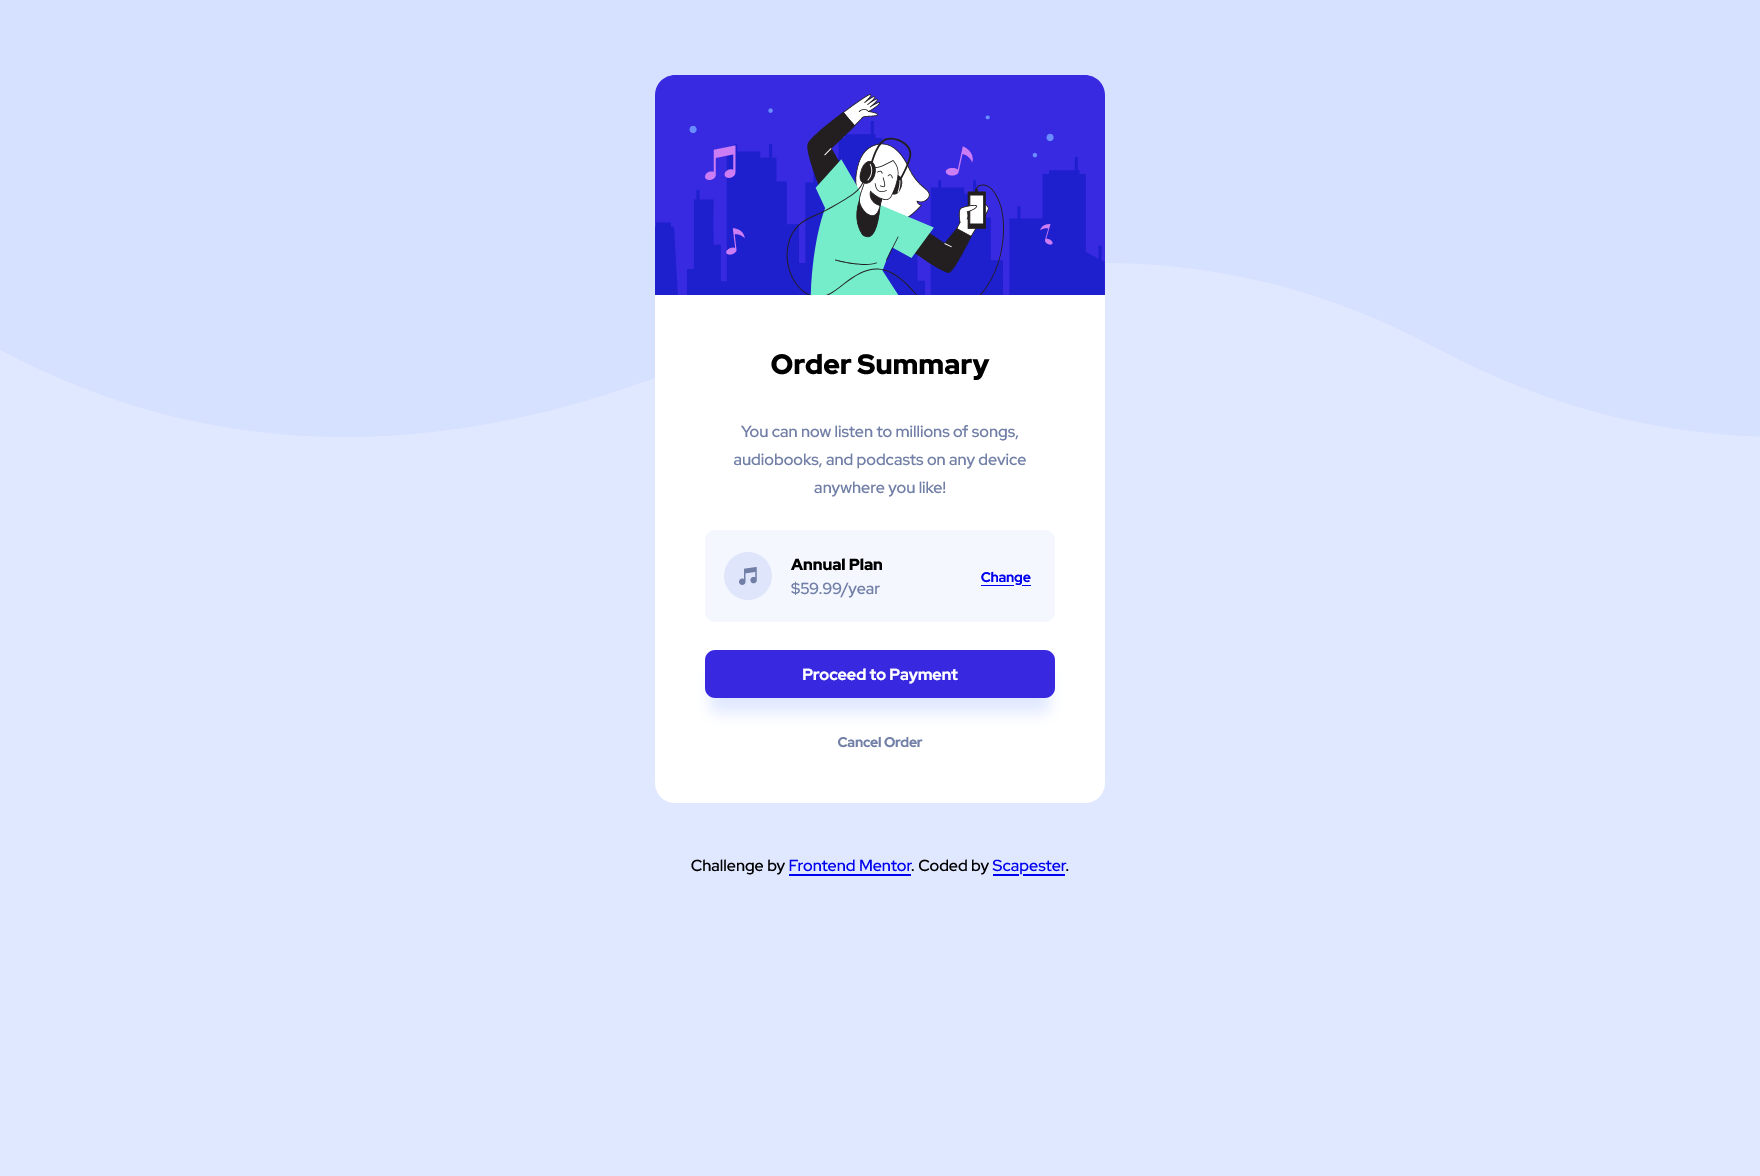 Order Summary
You can now listen to millions of songs,
audiobooks, and podcasts on any device
anywhere you like!
Annual Plan
$59.99/year
Change
Proceed to Payment
Cancel Order
Challenge by Frontend Mentor. Coded by Scapester.